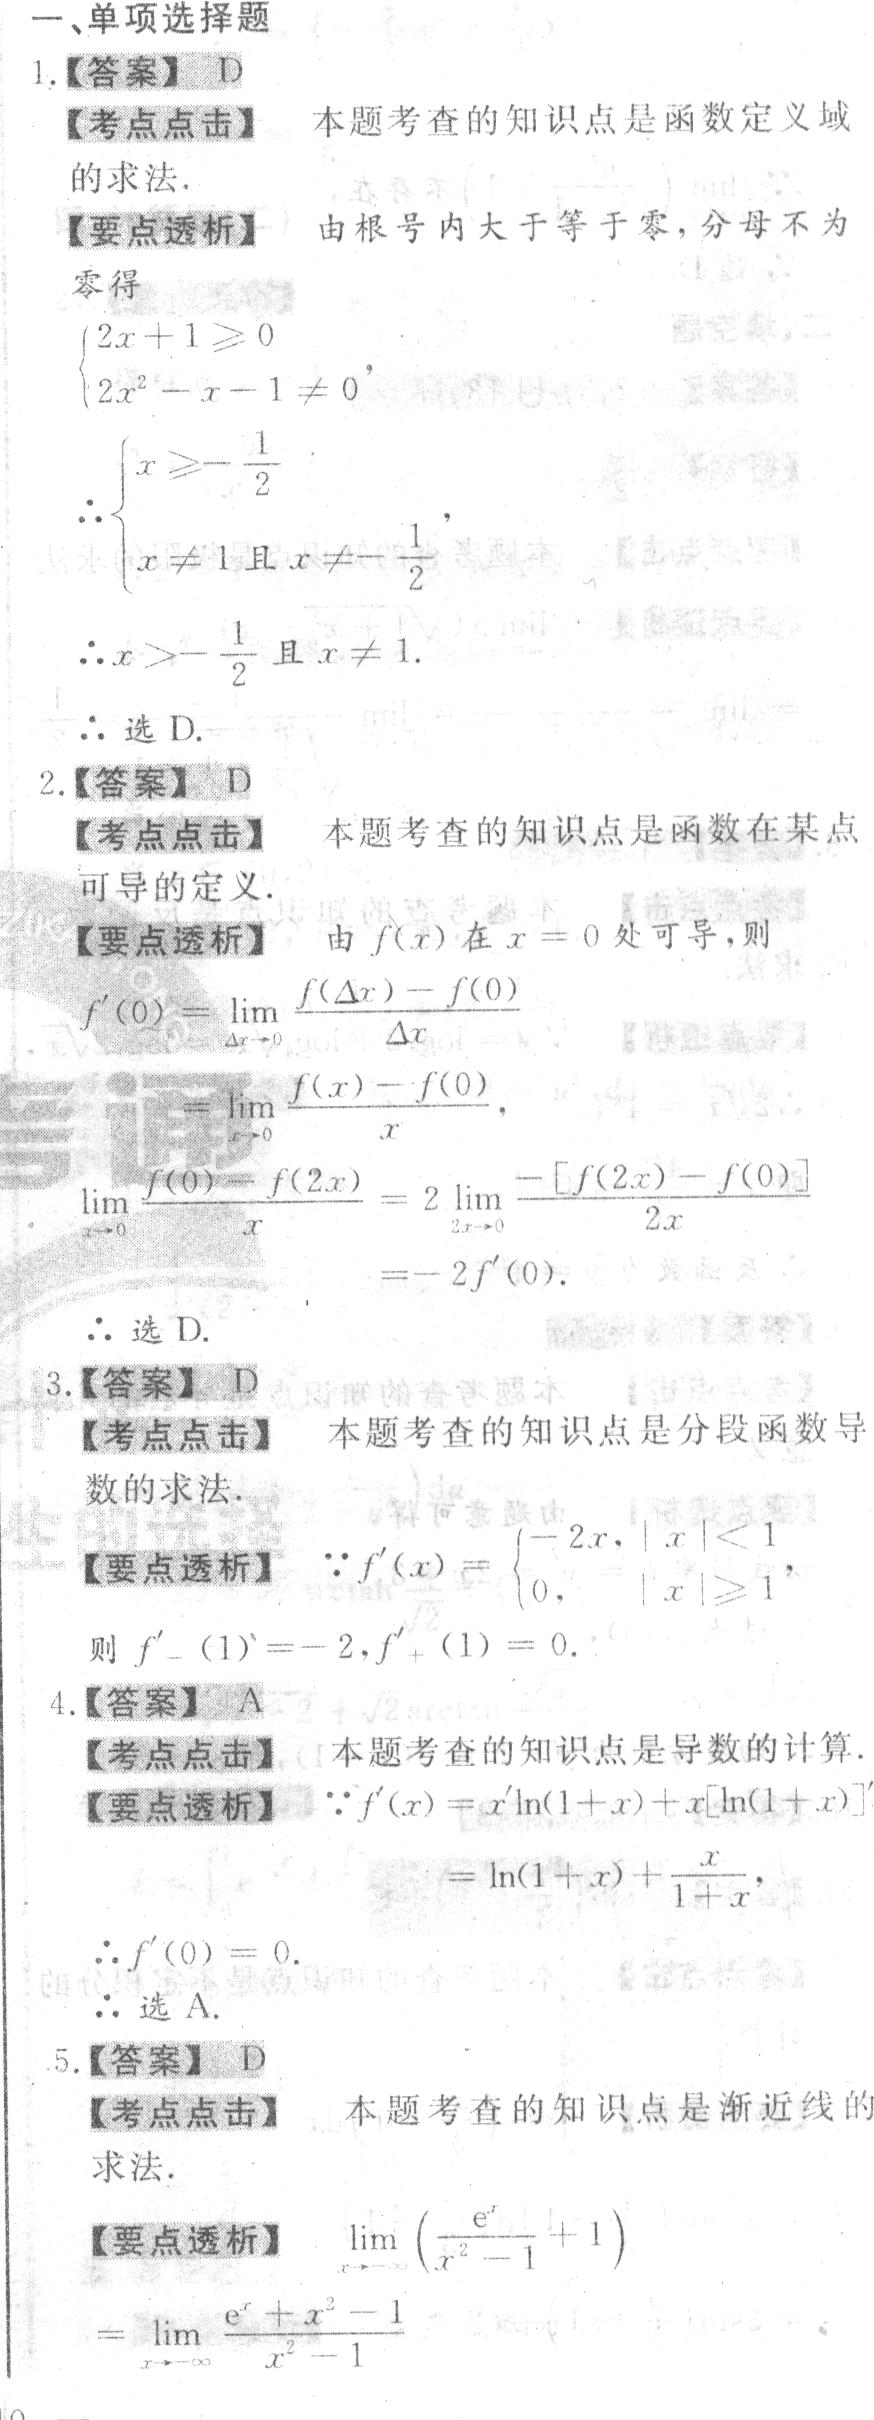 一、单项选择题
1.【答案】 D
【考点点击】 本题考查的知识点是函数定义域
的求法.
【要点透析】 由根号内大于等于零,分母不为
零得
{2x+1⩾0
2x²-x-1≠0,
∴{x⩾-1/2
x≠1且x≠-1/2,
∴x>-1/2且x≠1.
∴ 选 D.
2.【答案】 D
【考点点击】 本题考查的知识点是函数在某点
可导的定义.
【要点透析】 由 f(x) 在 x = 0 处可导,则
f′(0) = lim Δx→0 (f(Δx)-f(0))/Δx
= lim x→0 (f(x)-f(0))/x,
lim x→0 (f(0)-f(2x))/x = 2 lim 2x→0 (-[f(2x)-f(0)])/2x
=-2f′(0).
∴ 选 D.
3.【答案】 D
【考点点击】 本题考查的知识点是分段函数导
数的求法.
【要点透析】 ∵f′(x) = {-2x, |x|<1
0, |x|⩾1,
则 f′₋(1)=-2,f′₊(1) = 0.
4.【答案】 A
【考点点击】 本题考查的知识点是导数的计算.
【要点透析】 ∵f′(x) = x′ln(1+x)+x[ln(1+x)]′
= ln(1+x)+x/(1+x),
∴f′(0) = 0.
∴ 选 A.
5.【答案】 D
【考点点击】 本题考查的知识点是渐近线的
求法.
【要点透析】 lim x→-∞ (eˣ/(x²-1)+1)
= lim x→-∞ (eˣ+x²-1)/(x²-1)